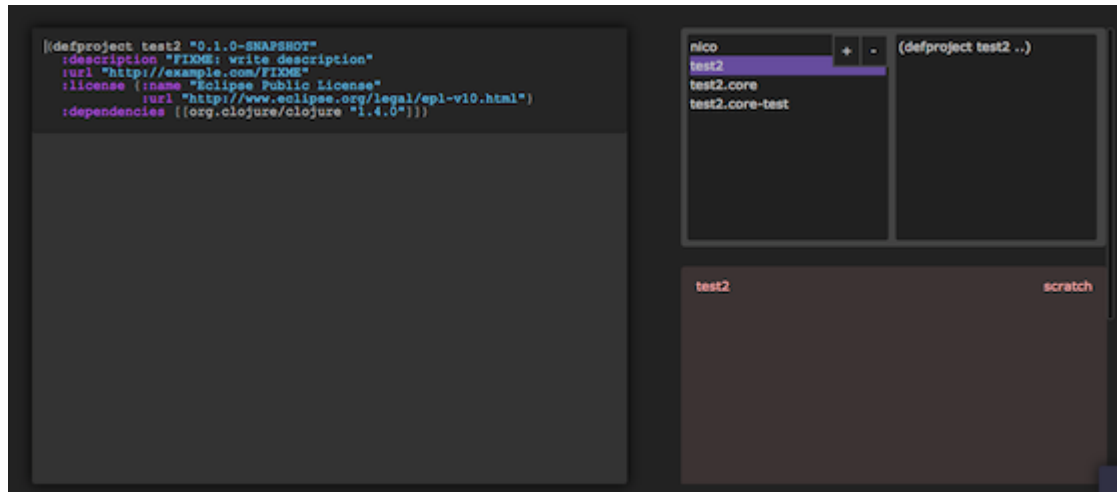 (defproject test2 "0.1.0-SNAPSHOT"
:description "FIXME: write description"
:url "http://example.com/FIXME"
:license {:name "Eclipse Public License"
:url "http://www.eclipse.org/legal/epl-v10.html"}
:dependencies [[org.clojure/clojure "1.4.0"]])
nico
+ -
test2
test2.core
test2.core-test
(defproject test2 ..)
test2
scratch